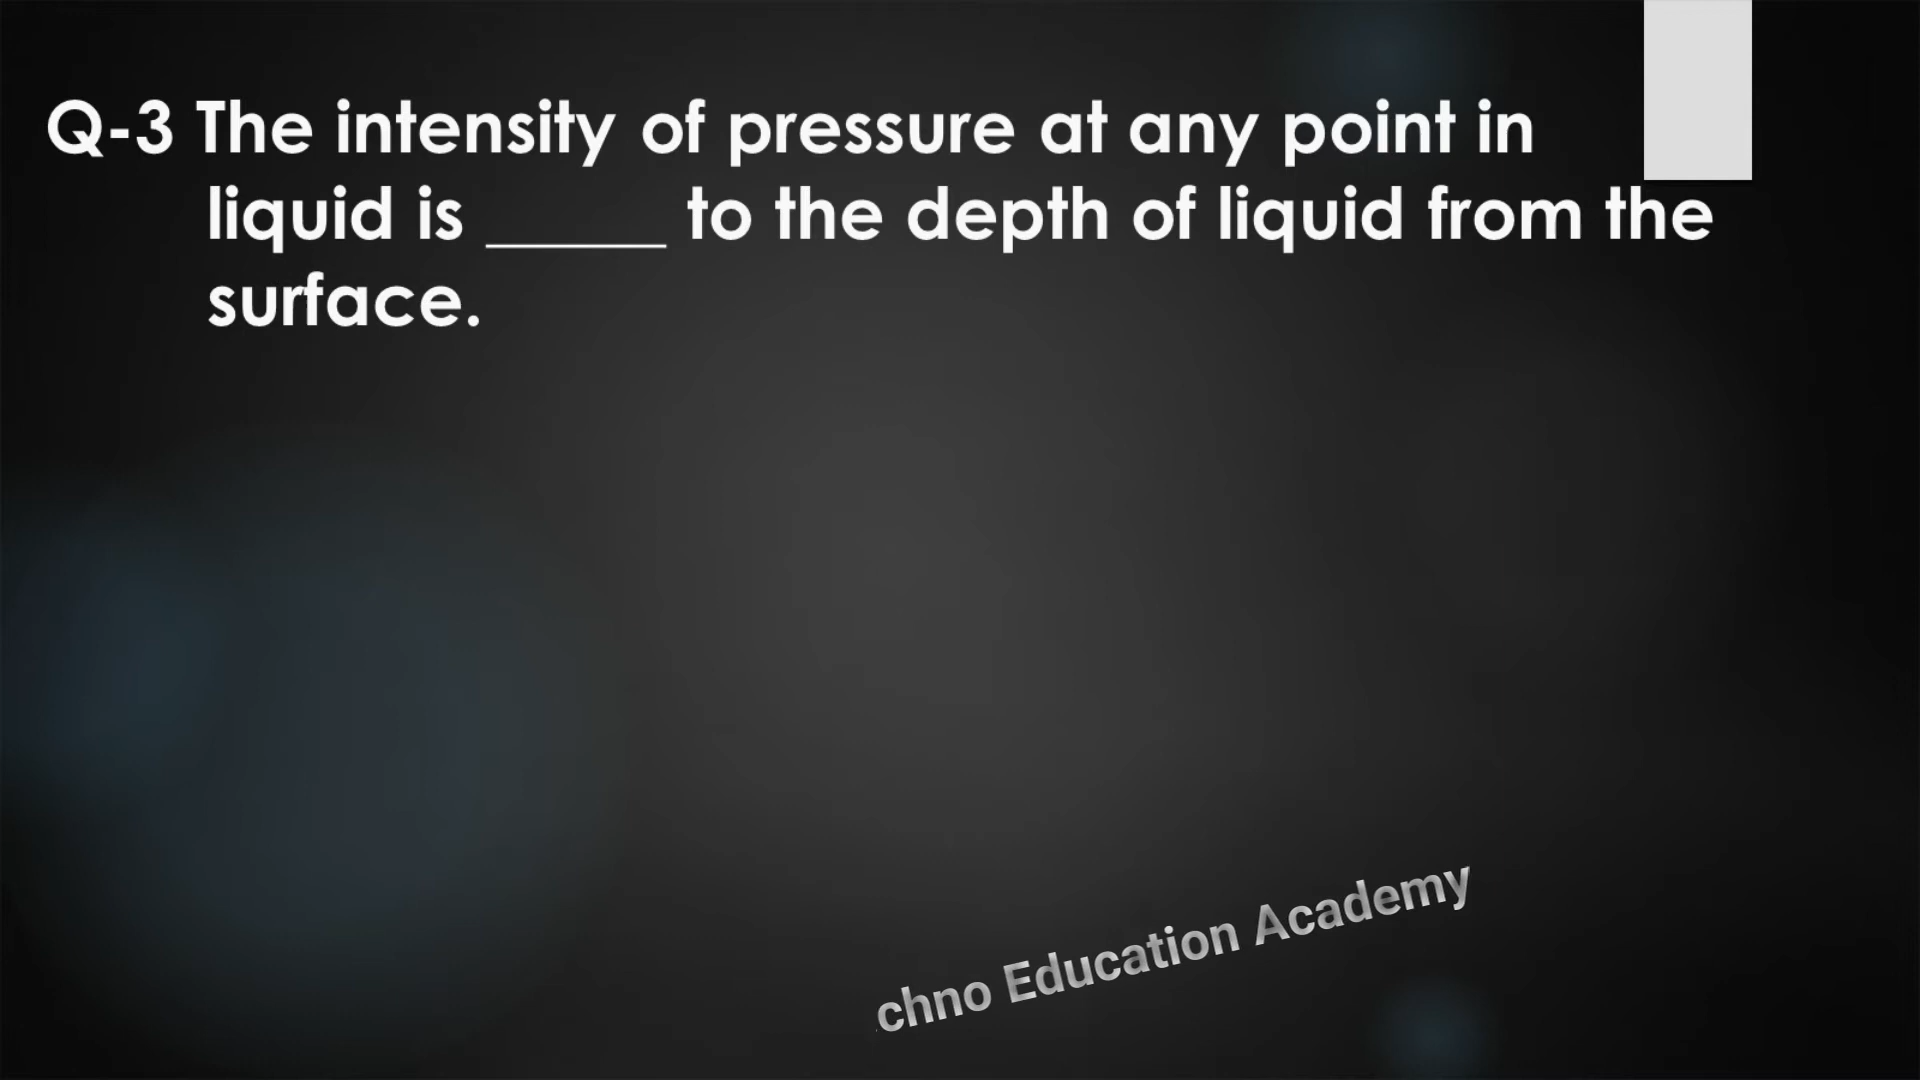 Q-3 The intensity of pressure at any point in
liquid is _____ to the depth of liquid from the
surface.
chno Education Academy